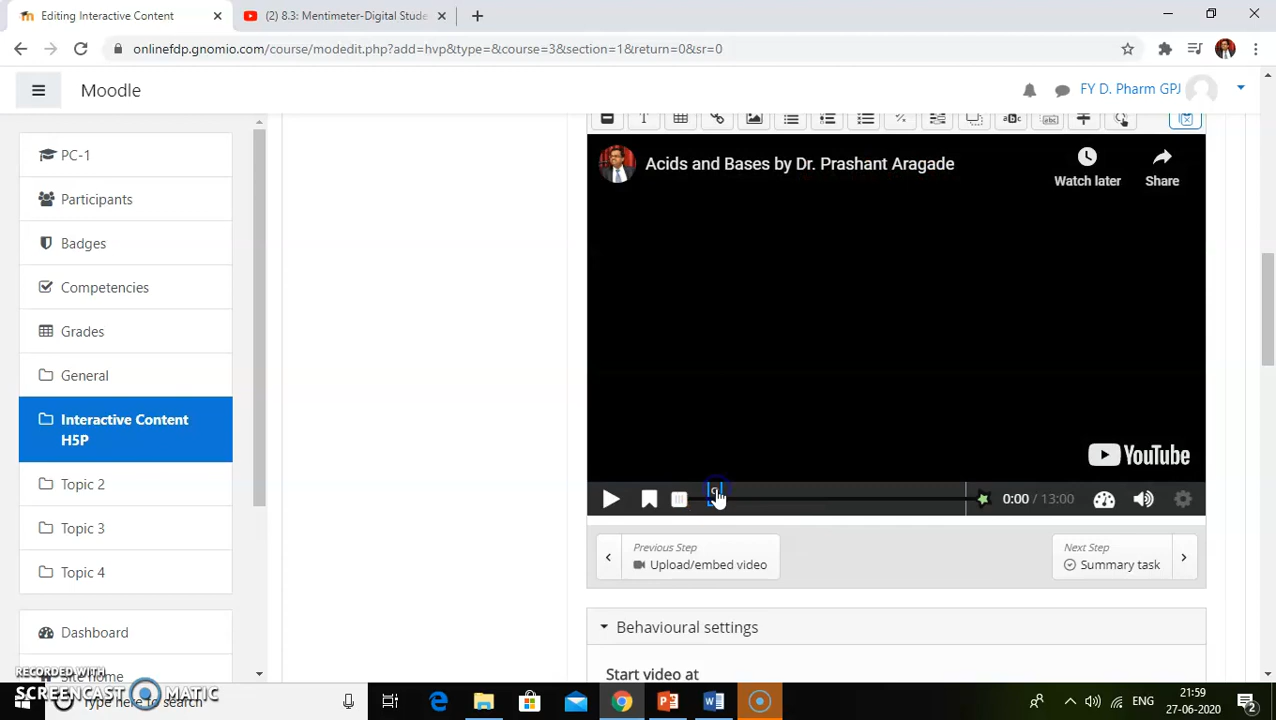 Editing Interactive Content
(2) 8.3: Mentimeter-Digital Stude
onlinefdp.gnomio.com/course/modedit.php?add=hvp&type=&course=3&section=1&return=0&sr=0
Moodle
FY D. Pharm GPJ
PC-1
Participants
Badges
Competencies
Grades
General
Interactive Content
H5P
Topic 2
Topic 3
Topic 4
Dashboard
Site home
Acids and Bases by Dr. Prashant Aragade
Watch later
Share
YouTube
0:00 / 13:00
Previous Step
Upload/embed video
Next Step
Summary task
Behavioural settings
Start video at
RECORDED WITH
SCREENCAST MATIC
Type here to search
ENG
21:59
27-06-2020
2